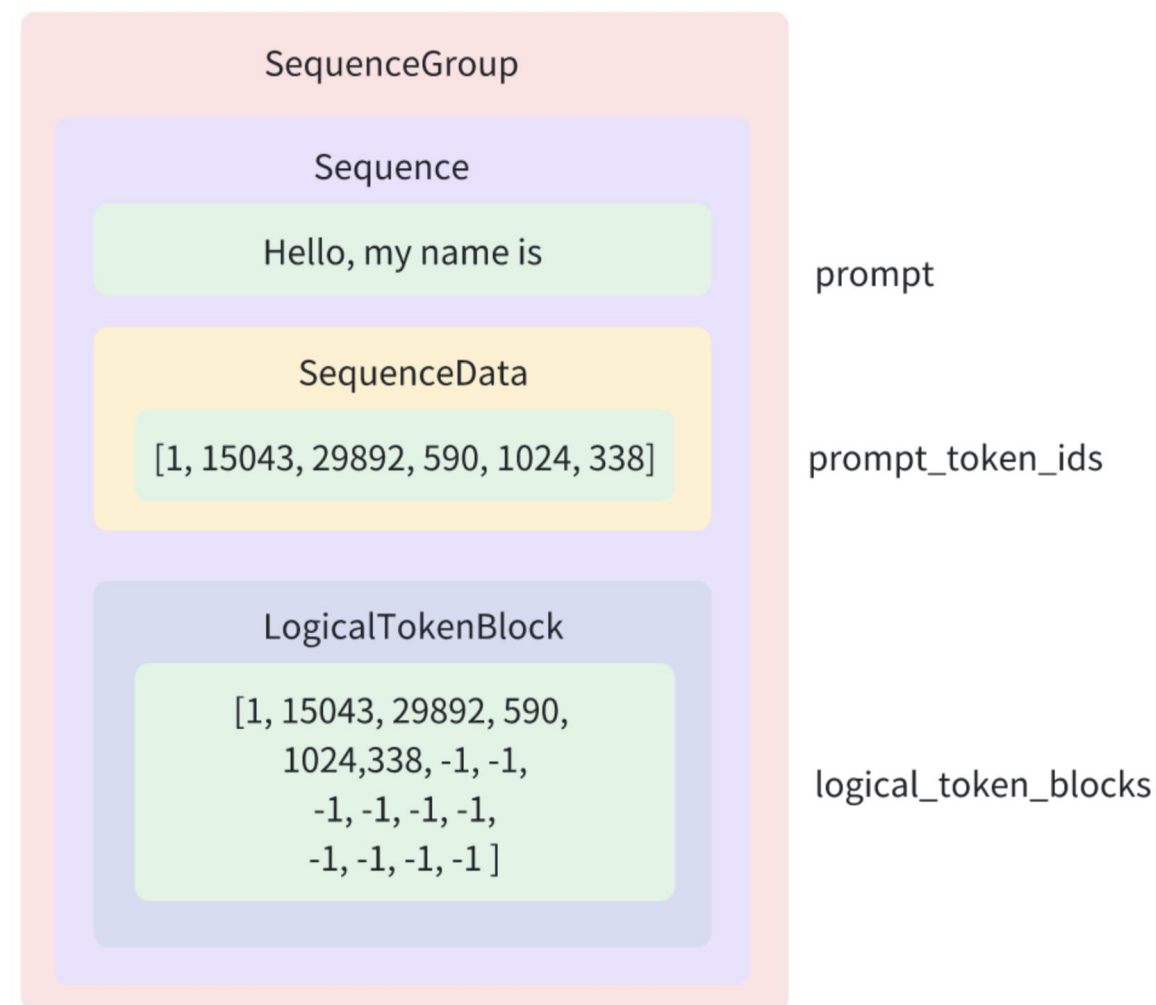 SequenceGroup
Sequence
Hello, my name is
prompt
SequenceData
[1, 15043, 29892, 590, 1024, 338]
prompt_token_ids
LogicalTokenBlock
[1, 15043, 29892, 590,
1024,338, -1, -1,
-1, -1, -1, -1,
-1, -1, -1, -1 ]
logical_token_blocks